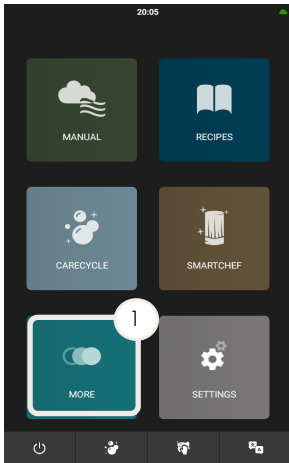 20:05
MANUAL
RECIPES
CARECYCLE
SMARTCHEF
1
MORE
SETTINGS